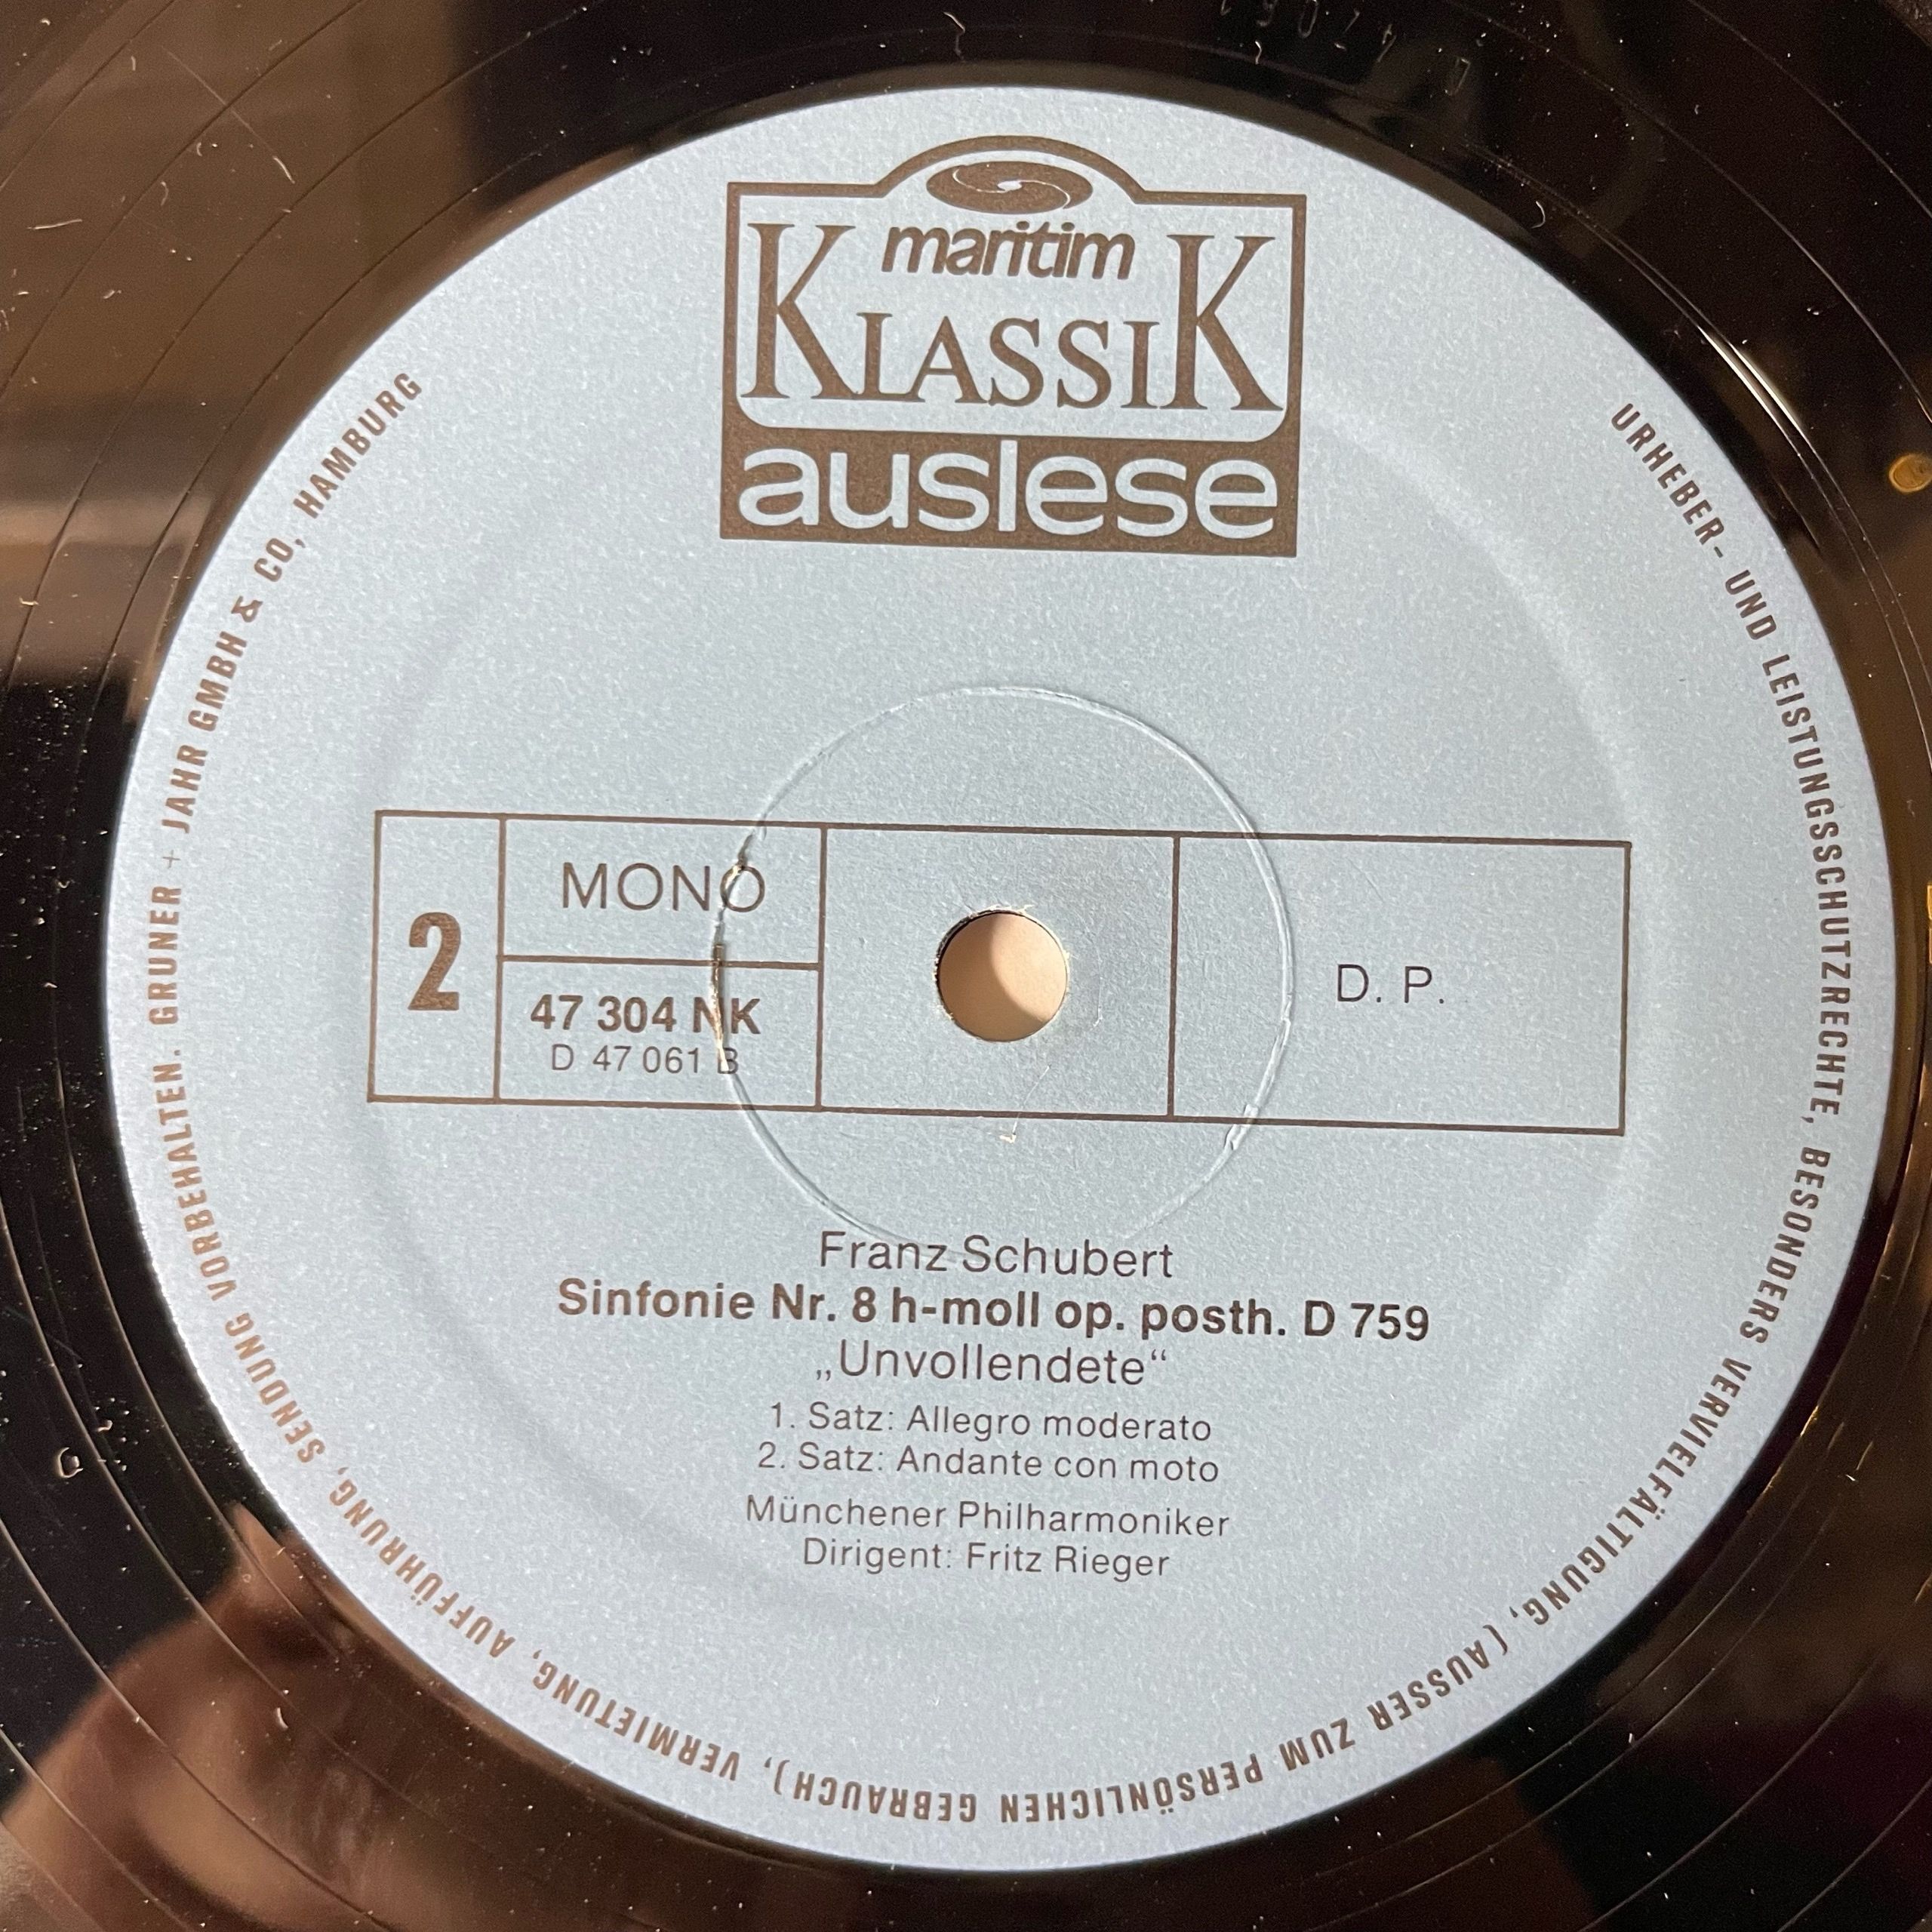 maritim
KLASSIK
auslese
URHEBER- UND LEISTUNGSSCHUTZRECHTE, BESONDERS VERVIELFÄLTIGUNG, (AUSSER ZUM PERSÖNLICHEN GEBRAUCH), VERMIETUNG, AUFFÜHRUNG, SENDUNG VORBEHALTEN. GRUNER + JAHR GMBH & CO, HAMBURG
2
MONO
47 304 NK
D 47 061 B
D. P.
Franz Schubert
Sinfonie Nr. 8 h-moll op. posth. D 759
„Unvollendete“
1. Satz: Allegro moderato
2. Satz: Andante con moto
Münchener Philharmoniker
Dirigent: Fritz Rieger